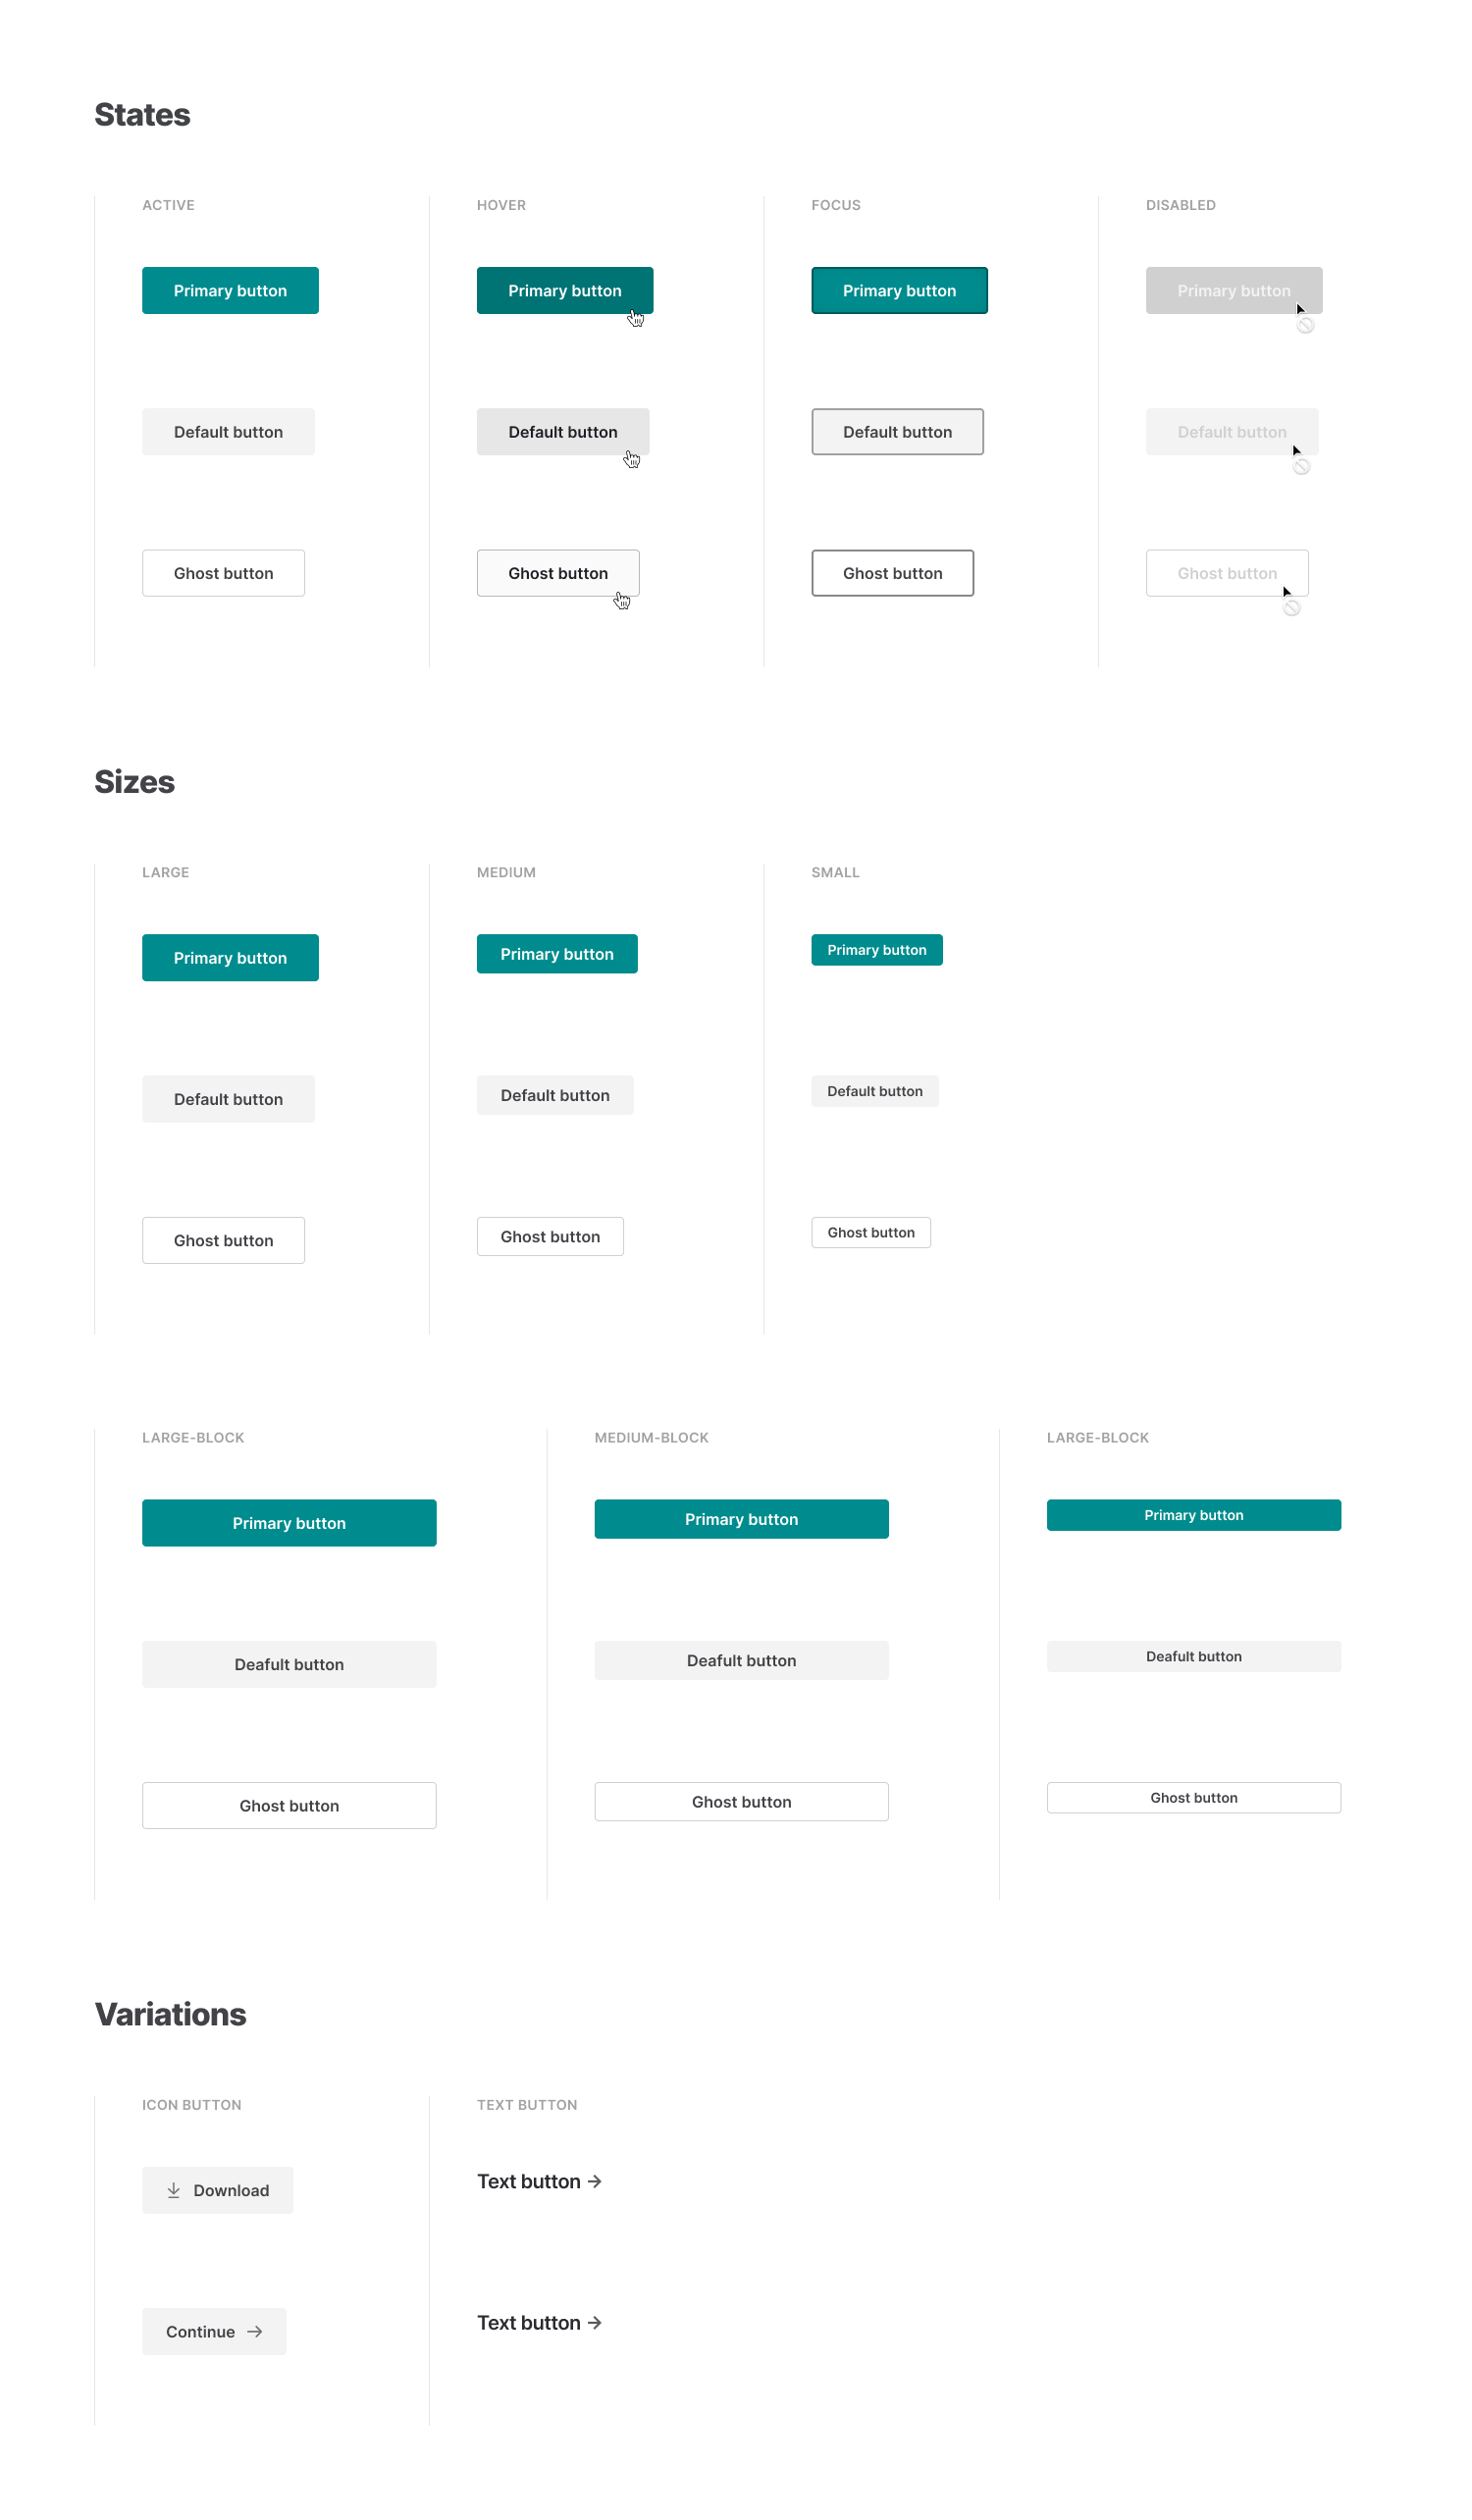 States
ACTIVE
HOVER
FOCUS
DISABLED
Primary button
Primary button
Primary button
Primary button
Default button
Default button
Default button
Default button
Ghost button
Ghost button
Ghost button
Ghost button
Sizes
LARGE
MEDIUM
SMALL
Primary button
Primary button
Primary button
Default button
Default button
Default button
Ghost button
Ghost button
Ghost button
LARGE-BLOCK
MEDIUM-BLOCK
LARGE-BLOCK
Primary button
Primary button
Primary button
Deafult button
Deafult button
Deafult button
Ghost button
Ghost button
Ghost button
Variations
ICON BUTTON
TEXT BUTTON
Download
Text button →
Continue →
Text button →